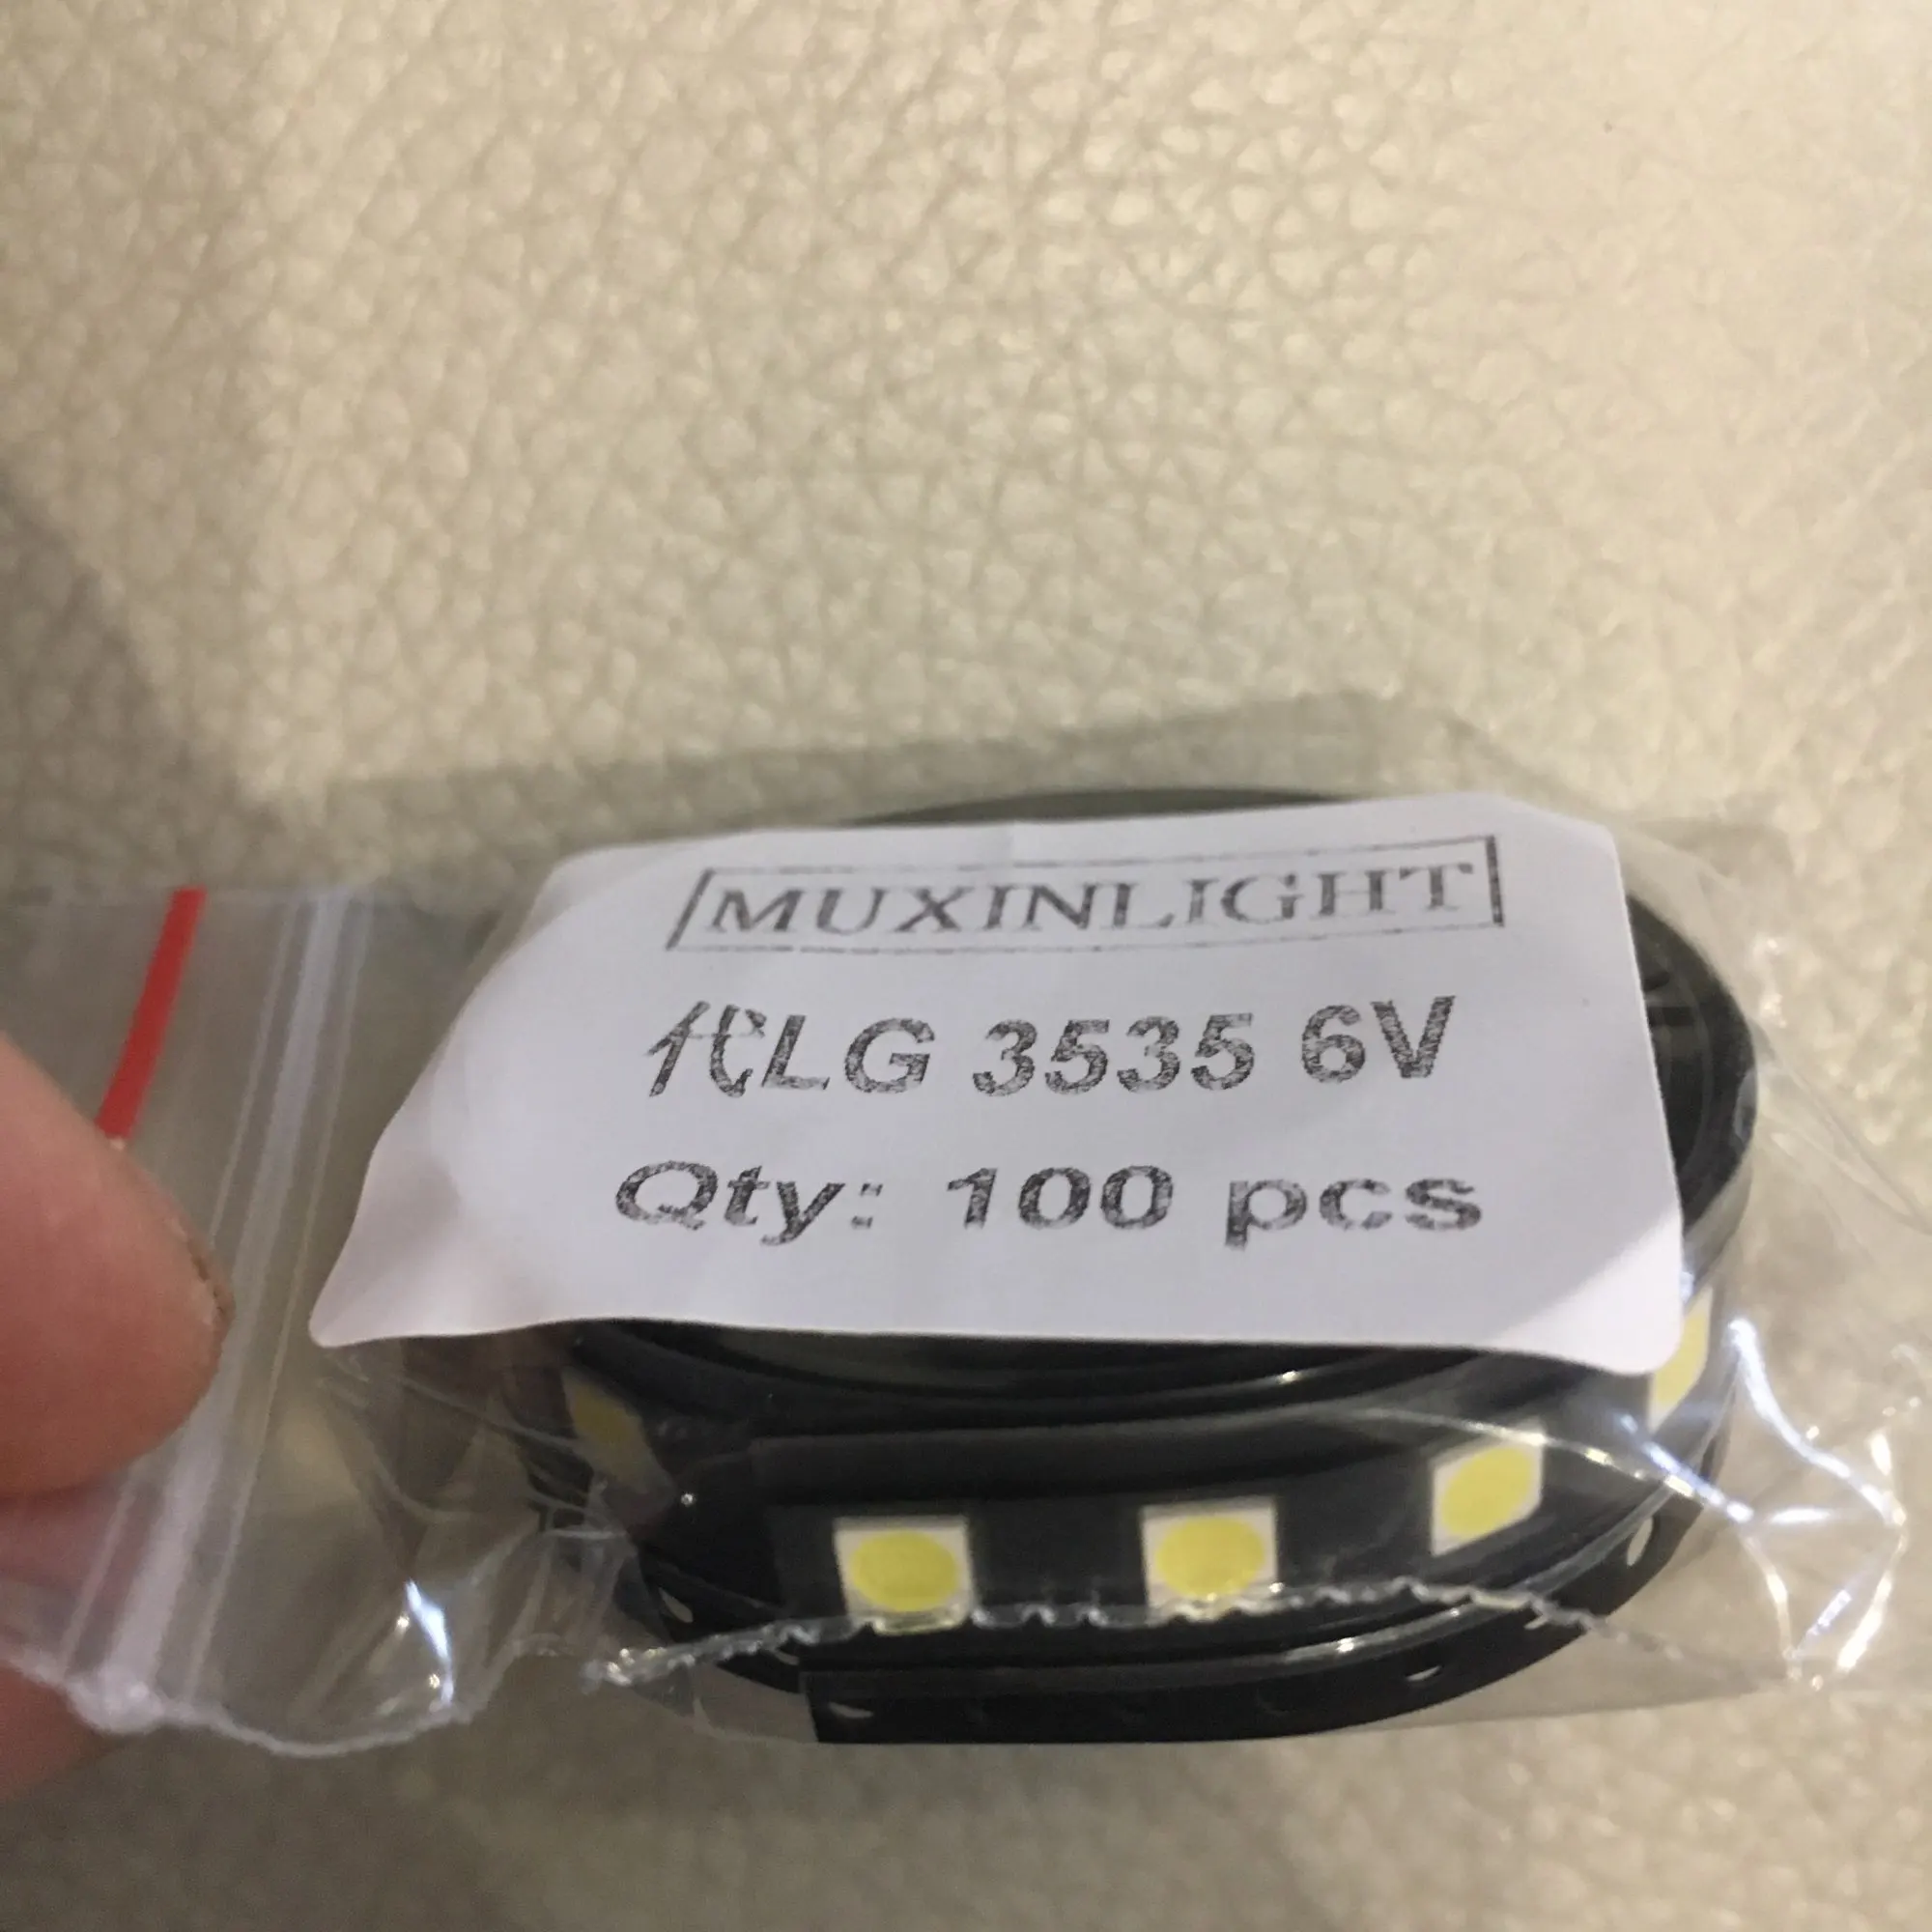 MUXINLIGHT
代LG 3535 6V
Qty: 100 pcs